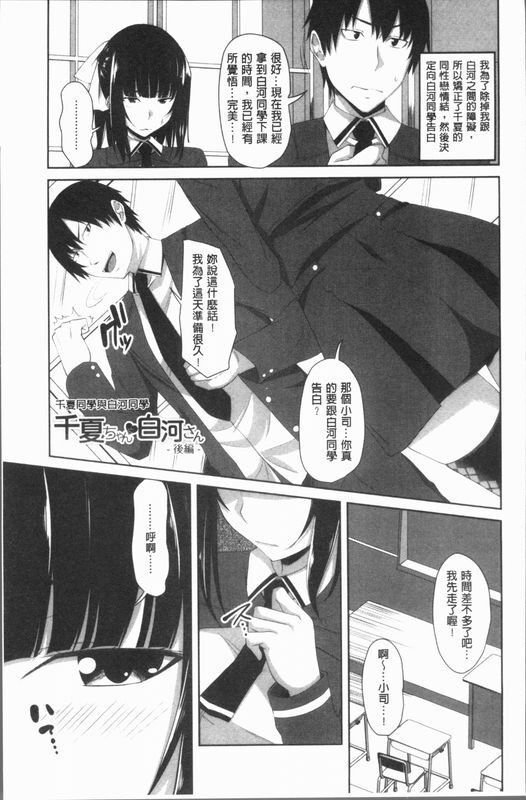 我為了除掉我跟
白河之間的障礙，
所以矯正了千夏的
同性戀情結，然後決
定向白河同學告白
很好…現在我已經
拿到白河同學下課
的時間，我已經有
所覺悟…完美…！
………
妳說這什麼話！
我為了這天準備很久！
ガッ
那個小司…你真
的要跟白河同學
告白？
千夏同學與白河同學
千夏ちゃん♥白河さん
-後編-
時間差不多了吧…
我先走了喔！
啊～…小司…！
………
……呼啊…